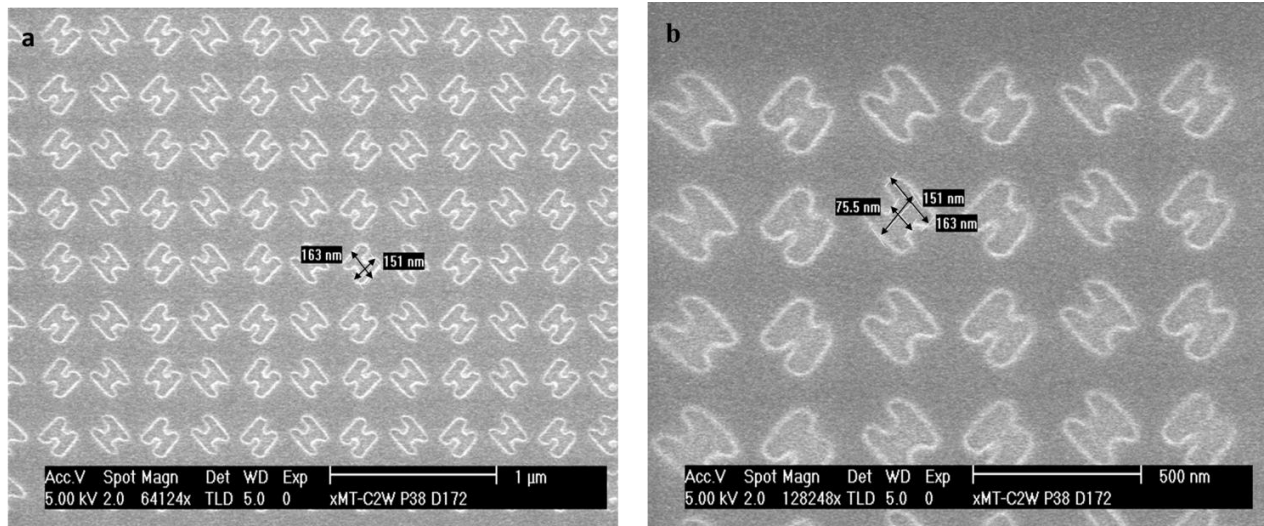 a
163 nm
151 nm
Acc.V Spot Magn Det WD Exp 1 µm
5.00 kV 2.0 64124x TLD 5.0 0 xMT-C2W P38 D172
b
75.5 nm
151 nm
163 nm
Acc.V Spot Magn Det WD Exp 500 nm
5.00 kV 2.0 128248x TLD 5.0 0 xMT-C2W P38 D172